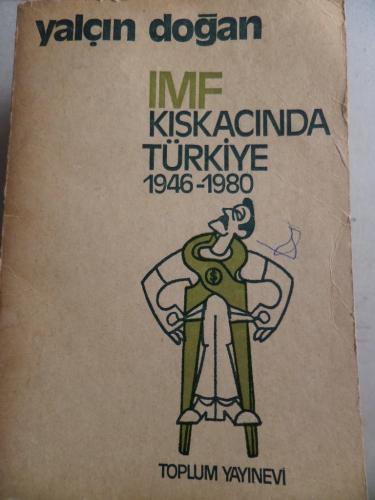 yalçın doğan
IMF
KISKACINDA
TÜRKİYE
1946-1980
$
TOPLUM YAYINEVİ